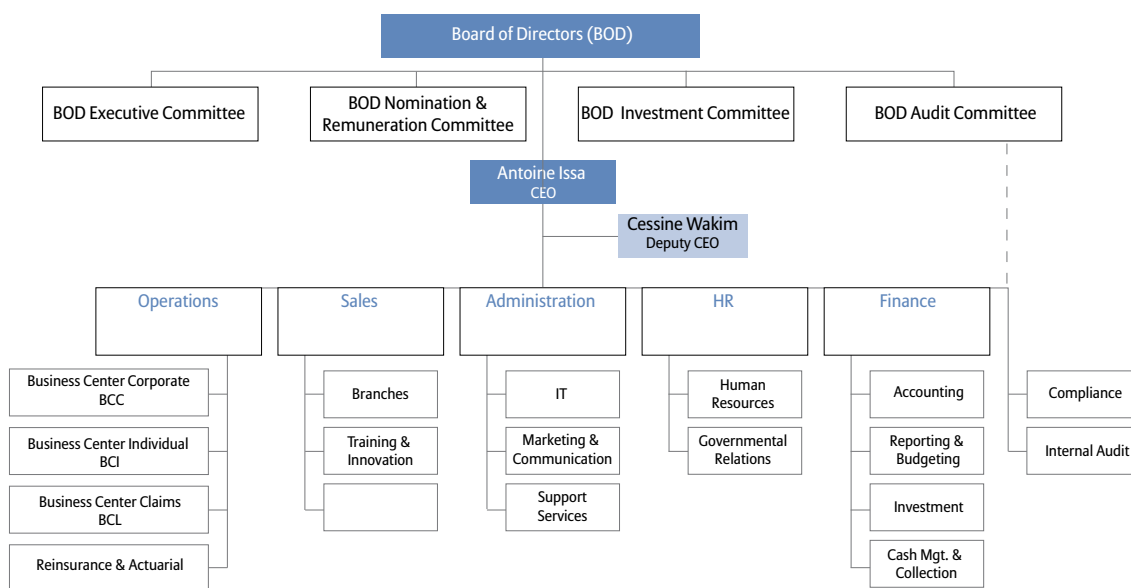 Board of Directors (BOD)
BOD Executive Committee
BOD Nomination &
Remuneration Committee
BOD Investment Committee
BOD Audit Committee
Antoine Issa
CEO
Cessine Wakim
Deputy CEO
Operations
Sales
Administration
HR
Finance
Business Center Corporate
BCC
Business Center Individual
BCI
Business Center Claims
BCL
Reinsurance & Actuarial
Branches
Training &
Innovation
IT
Marketing &
Communication
Support
Services
Human
Resources
Governmental
Relations
Accounting
Reporting &
Budgeting
Investment
Cash Mgt. &
Collection
Compliance
Internal Audit